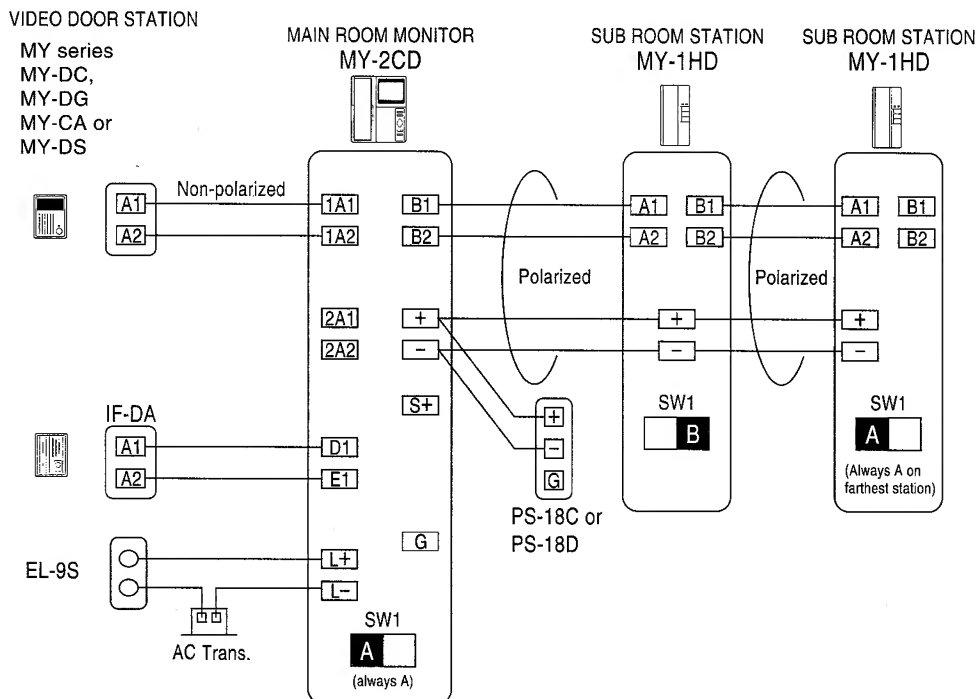 VIDEO DOOR STATION
MY series
MY-DC,
MY-DG
MY-CA or
MY-DS
MAIN ROOM MONITOR
MY-2CD
SUB ROOM STATION
MY-1HD
SUB ROOM STATION
MY-1HD
Non-polarized
A1
A2
1A1
1A2
2A1
2A2
B1
B2
+
−
S+
Polarized
A1 B1
A2 B2
+
−
Polarized
A1 B1
A2 B2
+
−
IF-DA
A1
A2
D1
E1
G
EL-9S
L+
L−
AC Trans.
SW1
A
(always A)
+
−
G
PS-18C or
PS-18D
SW1
B
SW1
A
(Always A on
farthest station)